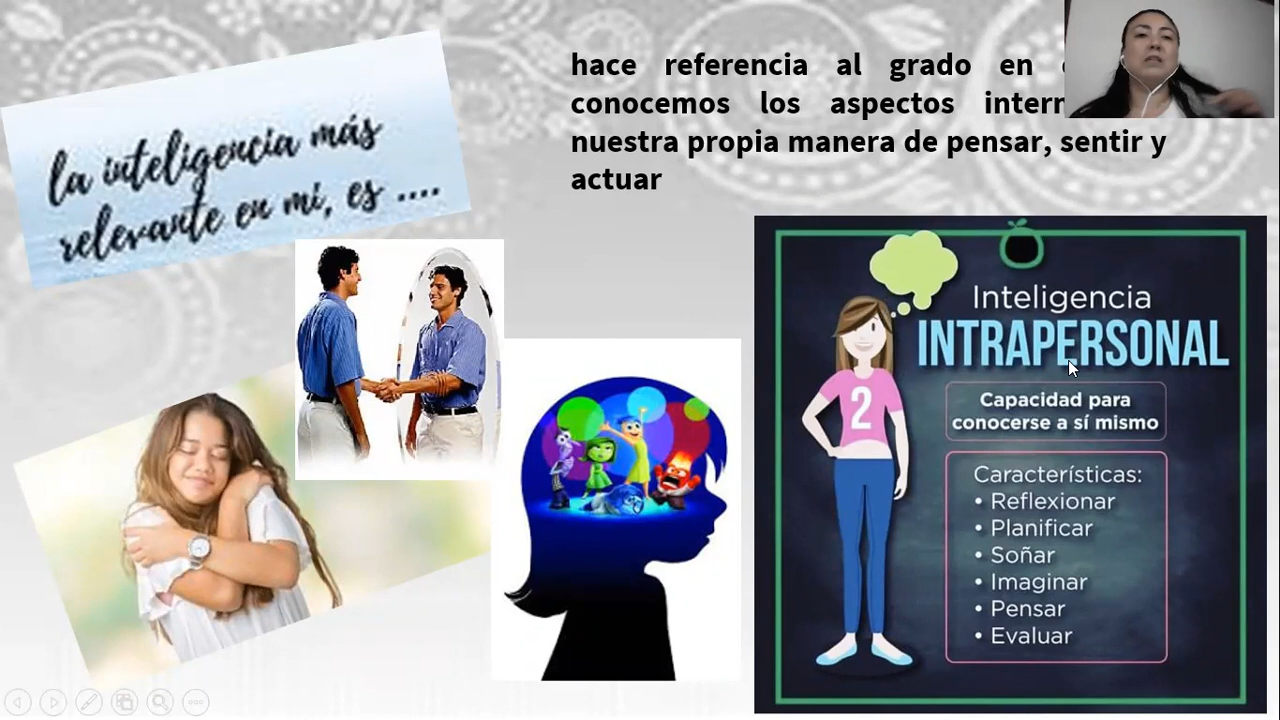 la inteligencia más
relevante en mí, es ....
hace referencia al grado en
conocemos los aspectos
nuestra propia manera de pensar, sentir y
actuar
Inteligencia
INTRAPERSONAL
Capacidad para
conocerse a sí mismo
2
Características:
• Reflexionar
• Planificar
• Soñar
• Imaginar
• Pensar
• Evaluar